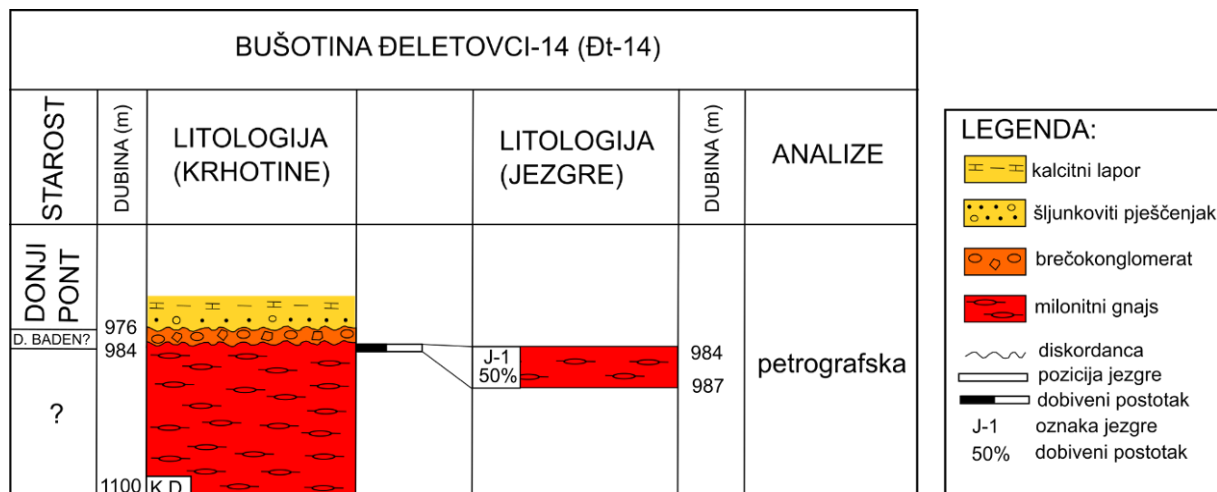 BUŠOTINA ĐELETOVCI-14 (Đt-14)
STAROST
DUBINA (m)
LITOLOGIJA
(KRHOTINE)
LITOLOGIJA
(JEZGRE)
DUBINA (m)
ANALIZE
DONJI
PONT
D. BADEN?
?
976
984
1100
K.D.
J-1
50%
984
987
petrografska
LEGENDA:
kalcitni lapor
šljunkoviti pješčenjak
brečokonglomerat
milonitni gnajs
diskordanca
pozicija jezgre
dobiveni postotak
J-1 oznaka jezgre
50% dobiveni postotak